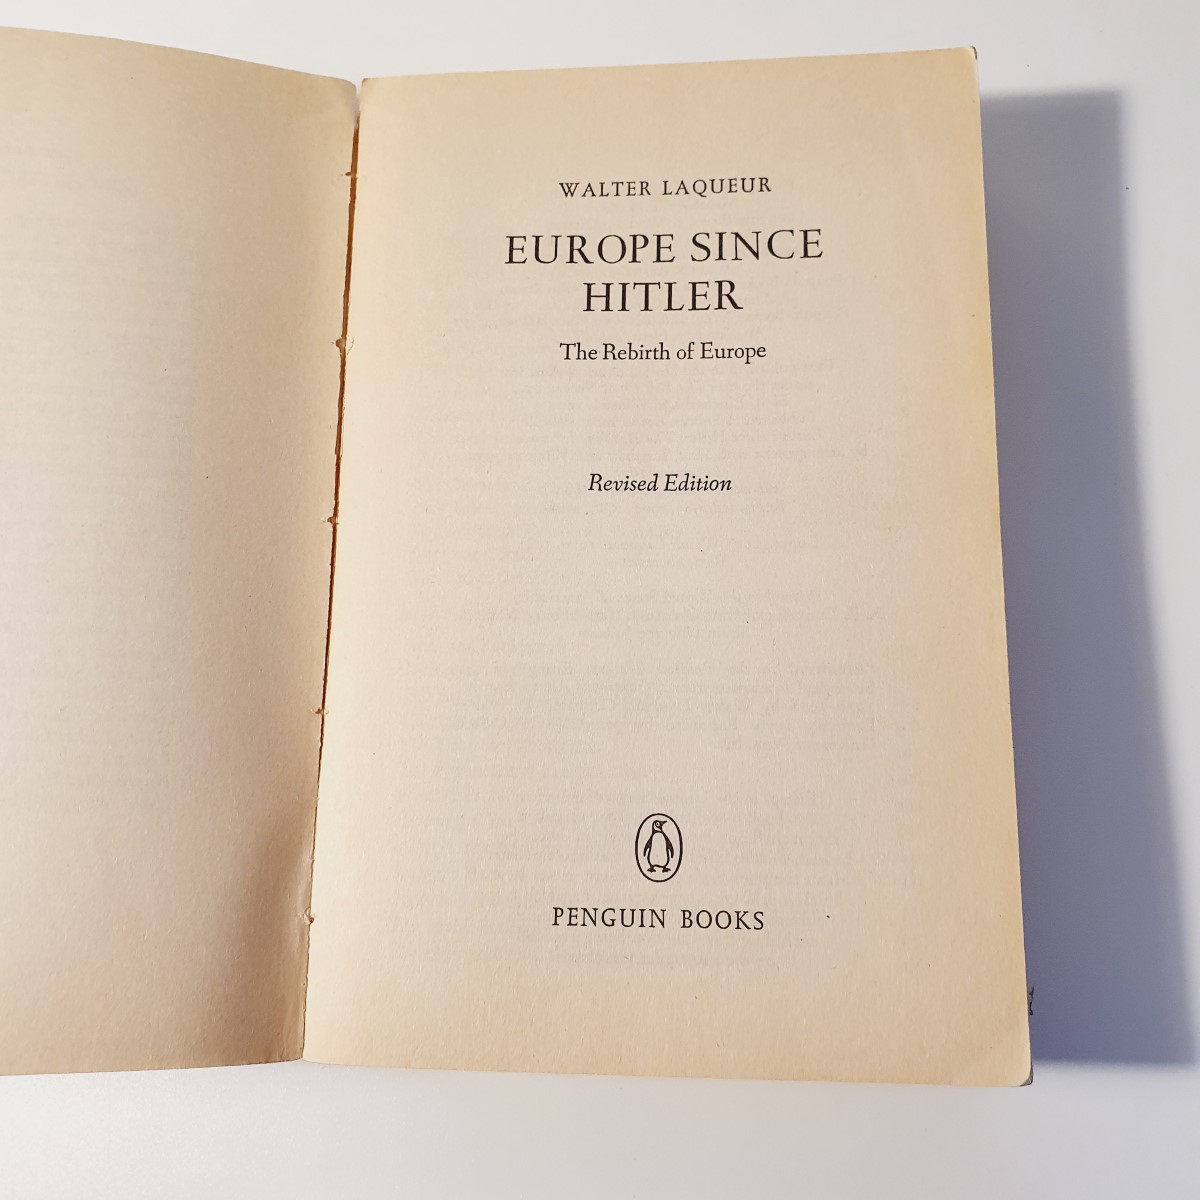 WALTER LAQUEUR
EUROPE SINCE
HITLER
The Rebirth of Europe
Revised Edition
PENGUIN BOOKS